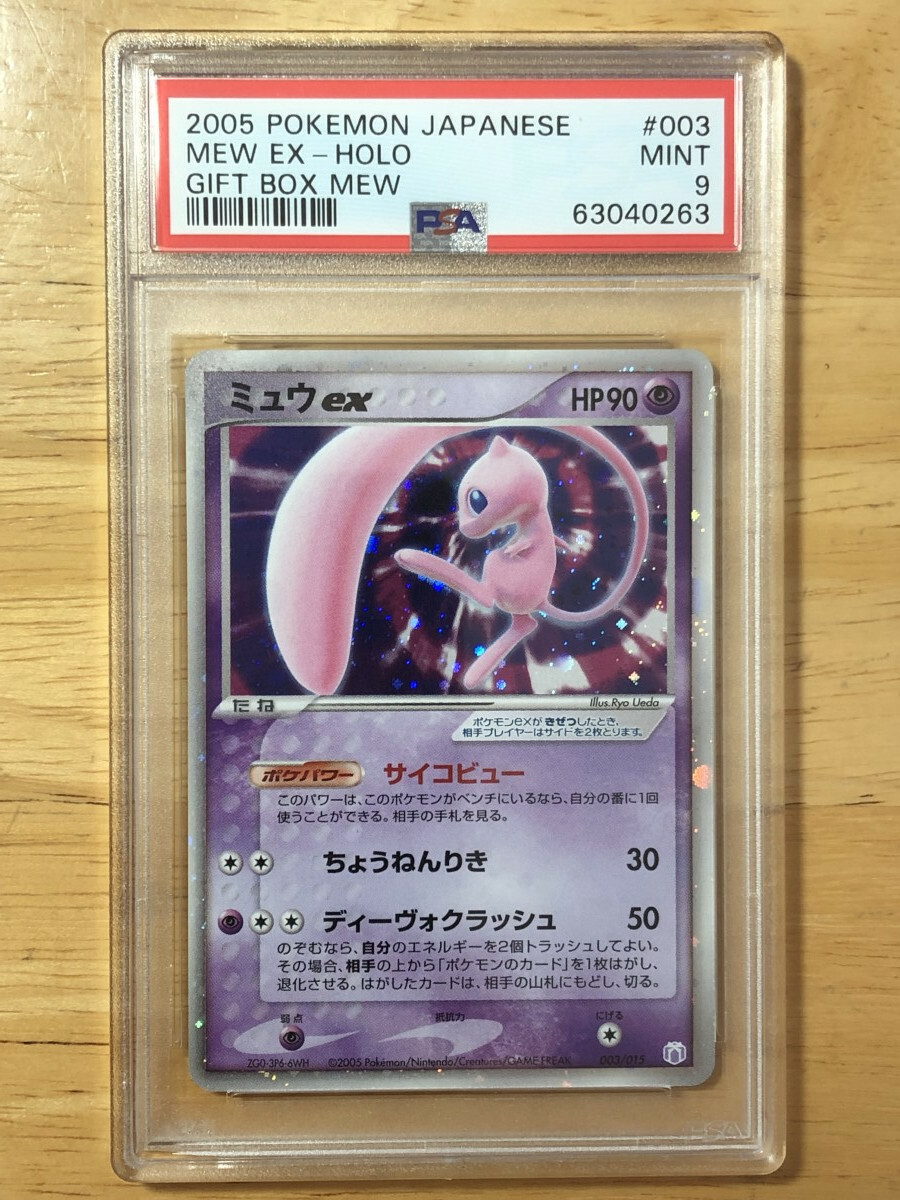 2005 POKEMON JAPANESE #003
MEW EX-HOLO MINT
GIFT BOX MEW 9
PSA 63040263
ミュウex HP90
たね Illus.Ryo Ueda
ポケモンexがきぜつしたとき、
相手プレイヤーはサイドを2枚とります。
ポケパワー サイコビュー
このパワーは、このポケモンがベンチにいるなら、自分の番に1回
使うことができる。相手の手札を見る。
ちょうねんりき 30
ディーヴォクラッシュ 50
のぞむなら、自分のエネルギーを2個トラッシュしてよい。
その場合、相手の上から「ポケモンのカード」を1枚はがし、
退化させる。はがしたカードは、相手の山札にもどし、切る。
弱点 抵抗力 にげる
ZG0-3P6-6WH ©2005 Pokémon/Nintendo/Creatures/GAME FREAK 003/015
PSA